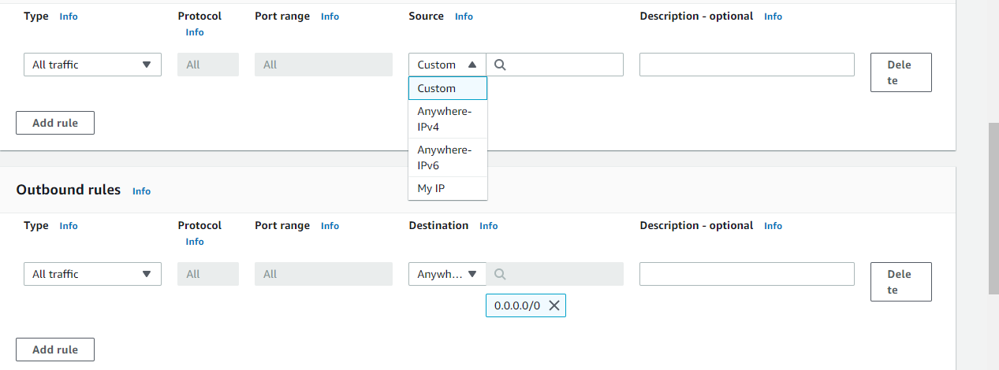 Type Info Protocol Port range Info Source Info Description - optional Info
Info
All traffic All All Custom Dele
te
Custom
Anywhere-
IPv4
Add rule
Anywhere-
IPv6
My IP
Outbound rules Info
Type Info Protocol Port range Info Destination Info Description - optional Info
Info
All traffic All All Anywh... Dele
te
0.0.0.0/0
Add rule